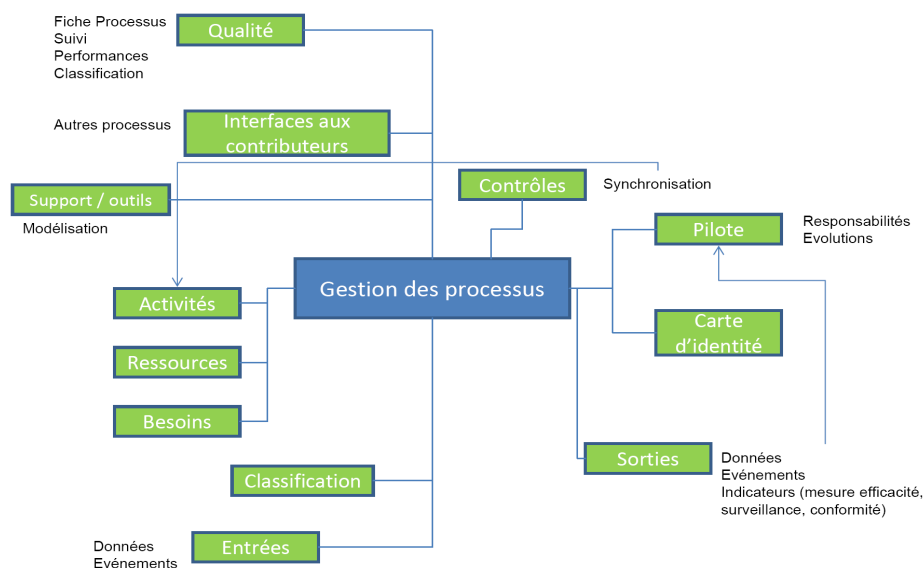 Fiche Processus
Suivi
Performances
Classification
Qualité
Autres processus
Interfaces aux
contributeurs
Contrôles
Synchronisation
Support / outils
Modélisation
Pilote
Responsabilités
Evolutions
Gestion des processus
Activités
Carte
d’identité
Ressources
Besoins
Sorties
Données
Evénements
Indicateurs (mesure efficacité,
surveillance, conformité)
Classification
Entrées
Données
Evénements